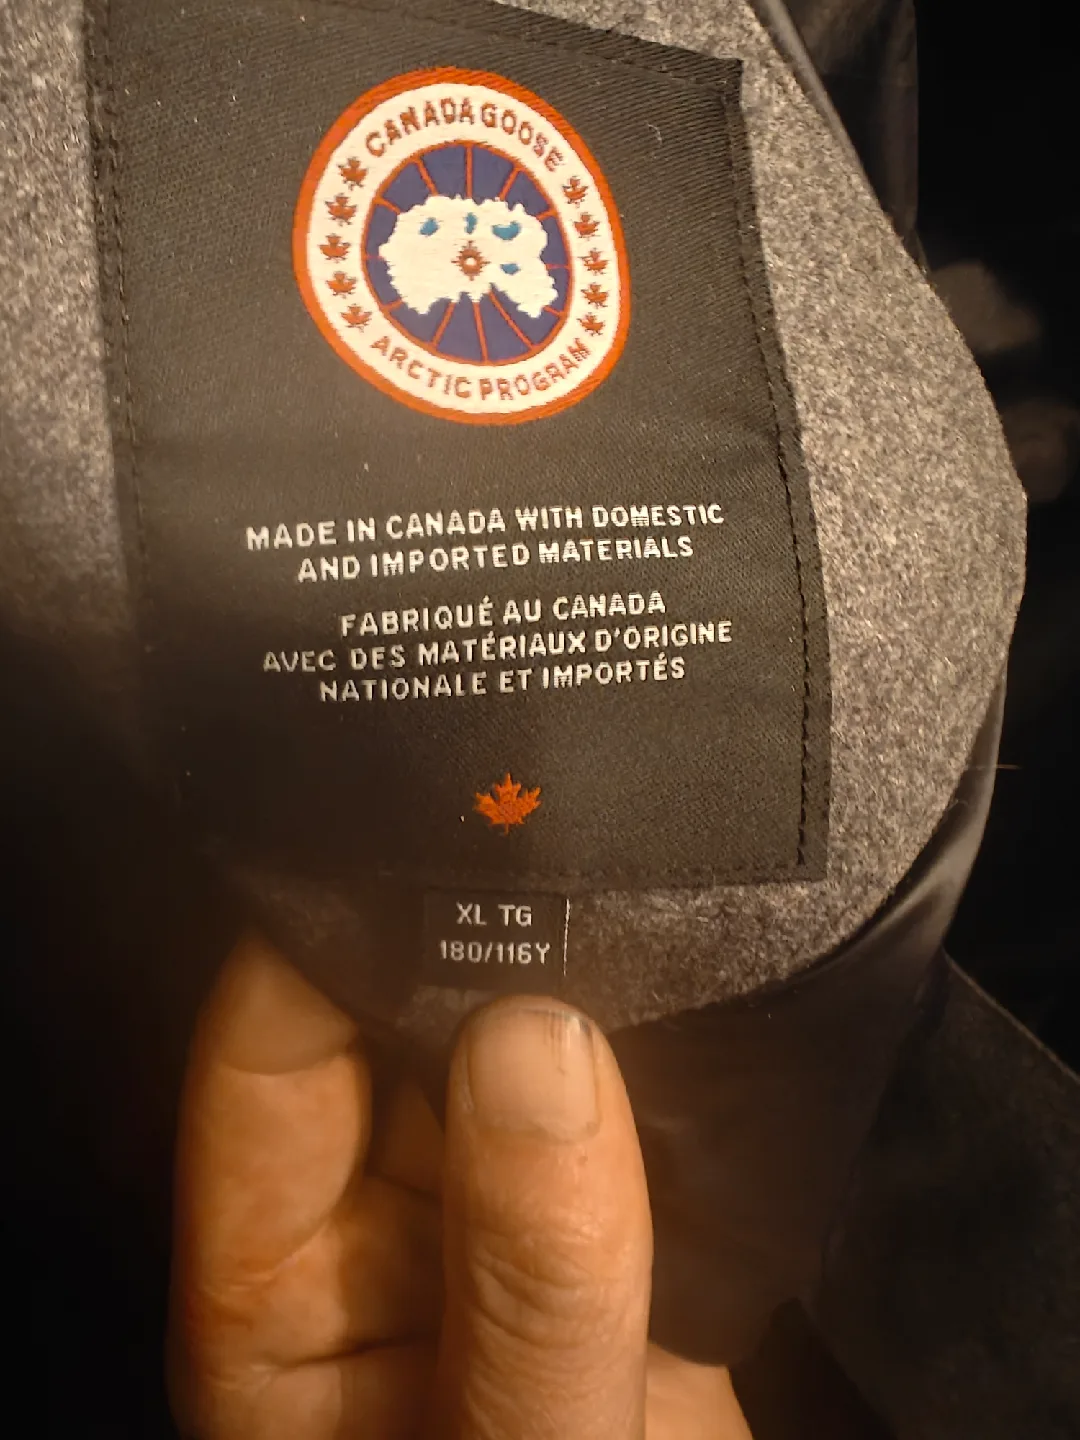 CANADA GOOSE
ARCTIC PROGRAM
MADE IN CANADA WITH DOMESTIC
AND IMPORTED MATERIALS
FABRIQUÉ AU CANADA
AVEC DES MATÉRIAUX D'ORIGINE
NATIONALE ET IMPORTÉS
XL TG
180/116Y